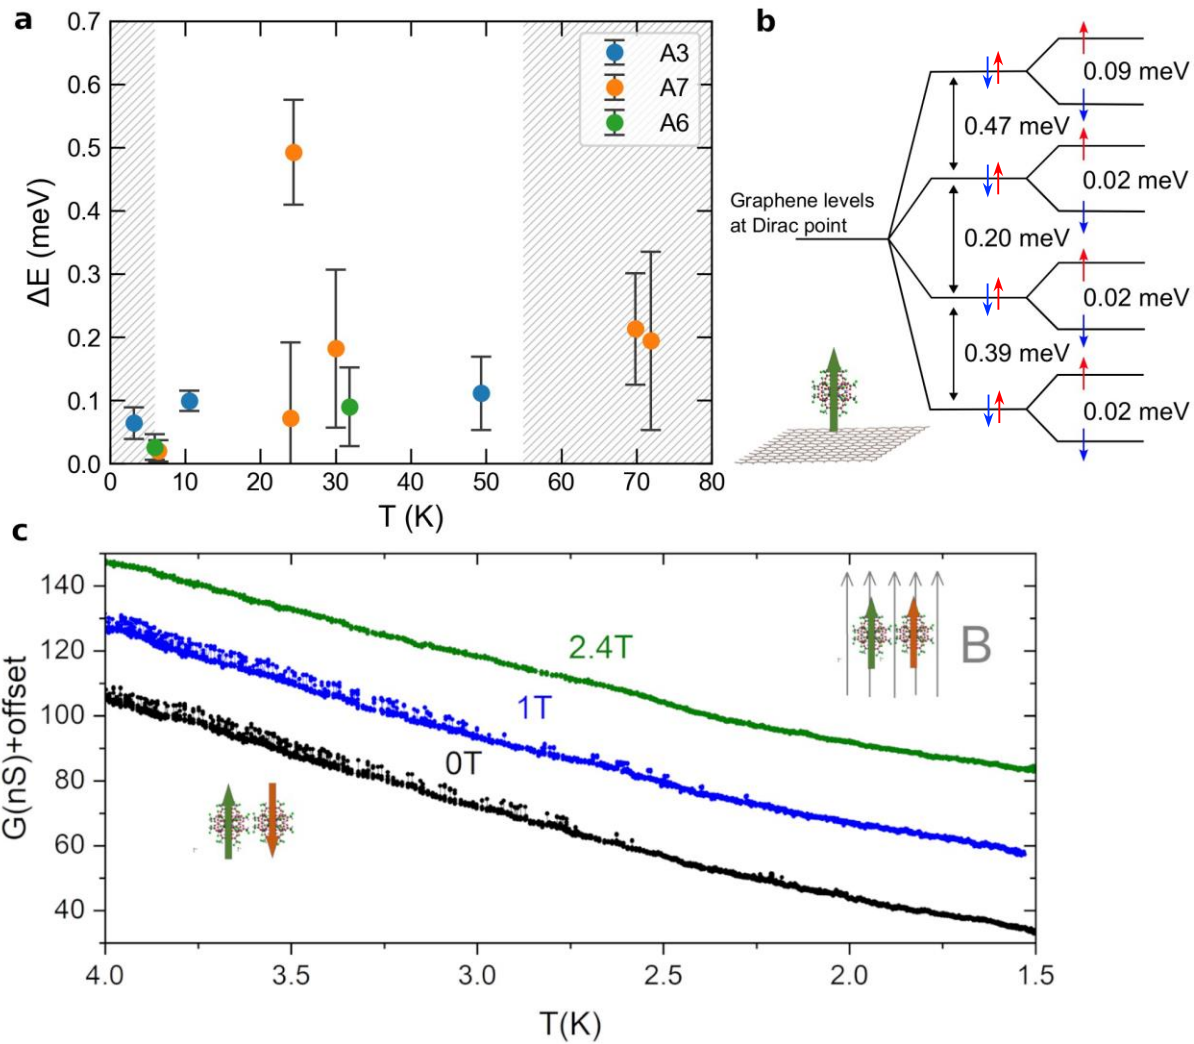 a
0.7
0.6
0.5
0.4
0.3
0.2
0.1
0.0
ΔE (meV)
0 10 20 30 40 50 60 70 80
T (K)
A3
A7
A6
b
Graphene levels
at Dirac point
0.47 meV
0.20 meV
0.39 meV
0.09 meV
0.02 meV
0.02 meV
0.02 meV
c
140
120
100
80
60
40
G(nS)+offset
2.4T
1T
0T
B
4.0 3.5 3.0 2.5 2.0 1.5
T(K)